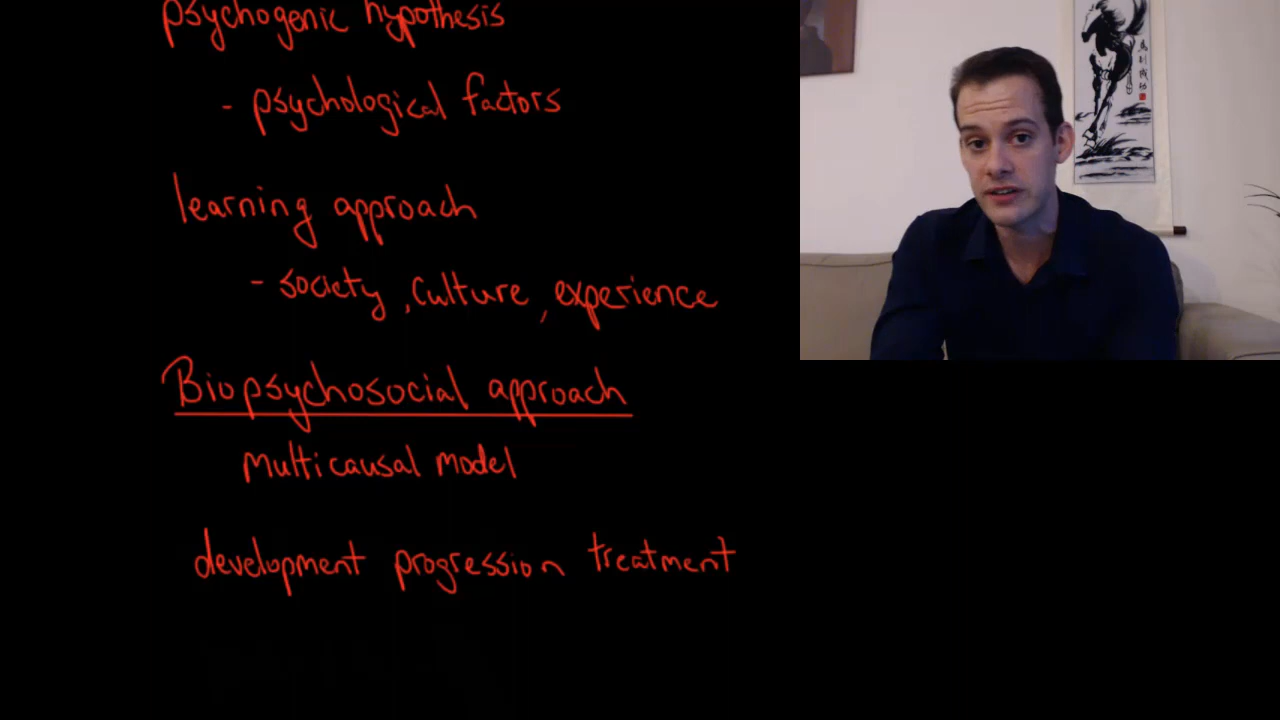 psychogenic hypothesis
- psychological factors
learning approach
- society, culture, experience
Biopsychosocial approach
Multicausal model
development progression treatment